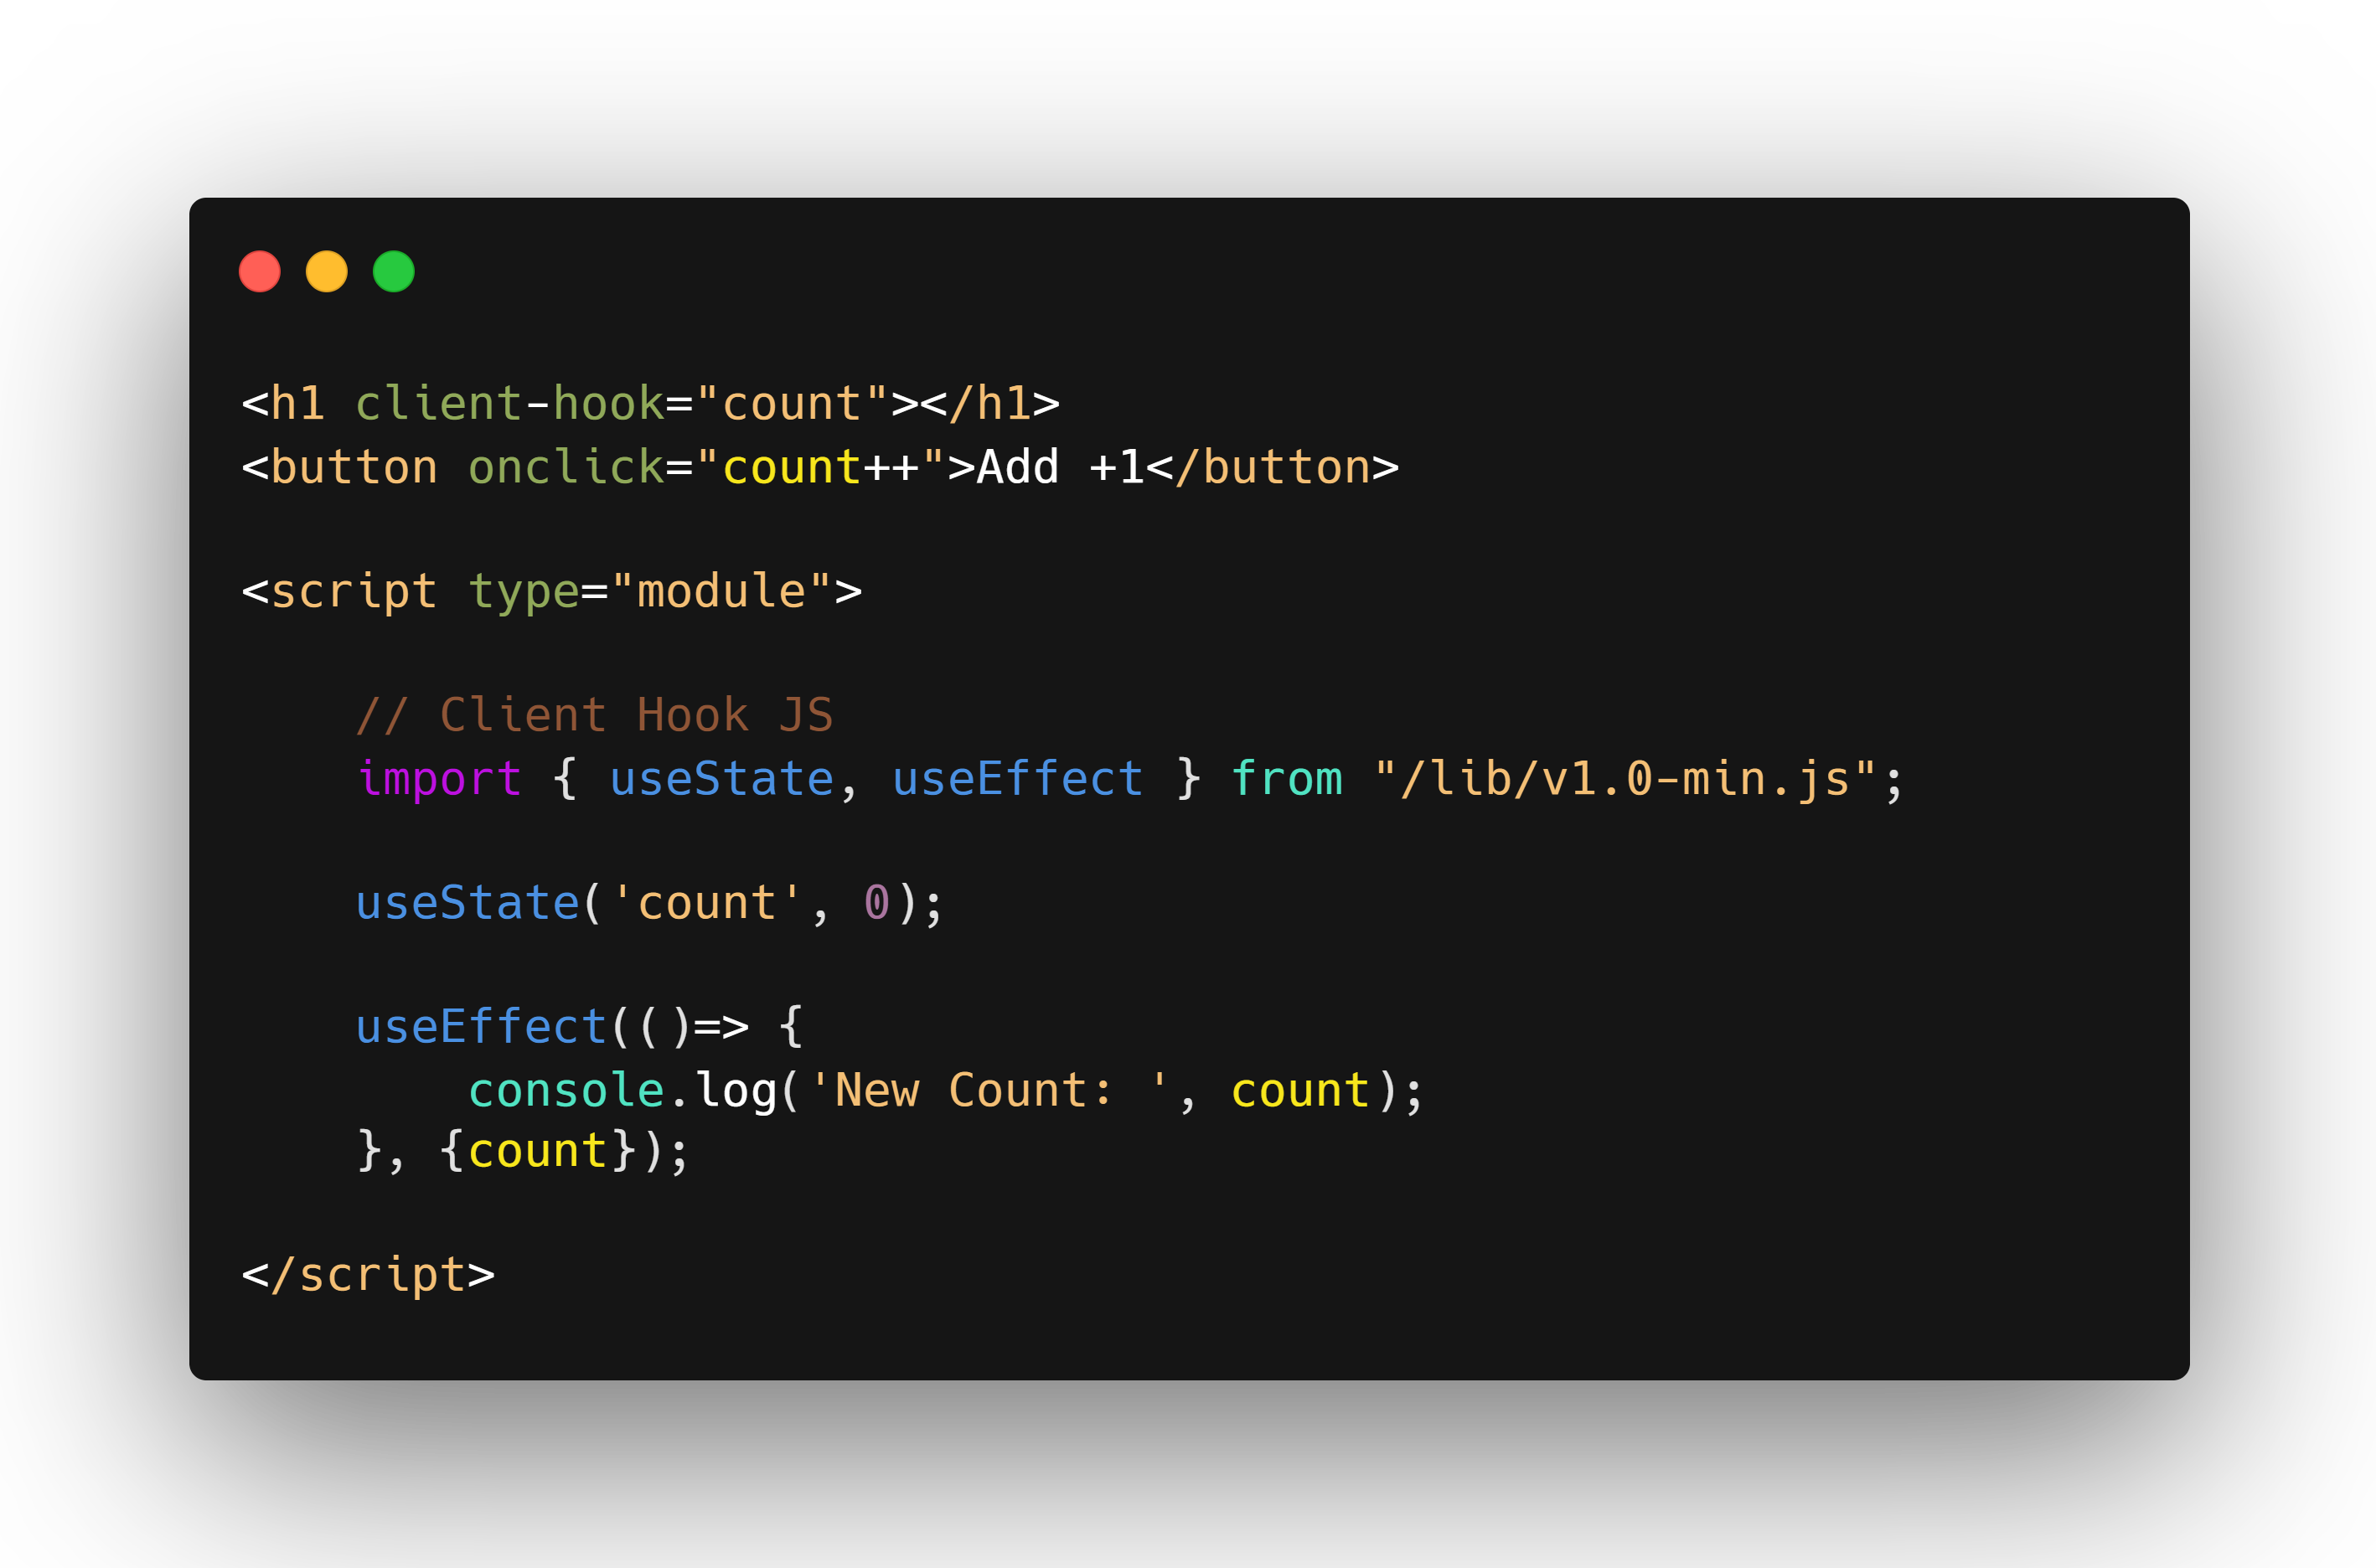 <h1 client-hook="count"></h1>
<button onclick="count++">Add +1</button>
<script type="module">
// Client Hook JS
import { useState, useEffect } from "/lib/v1.0-min.js";
useState('count', 0);
useEffect(()=> {
console.log('New Count: ', count);
}, {count});
</script>